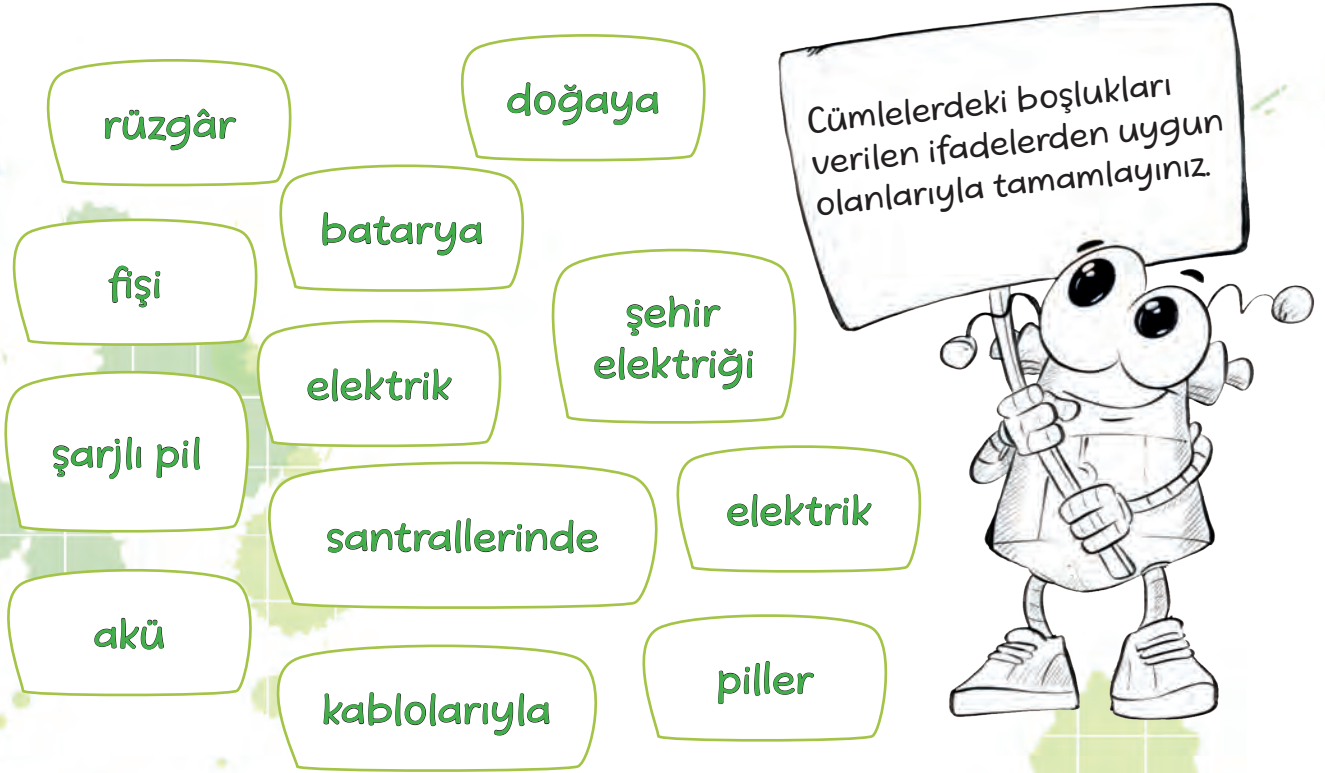 rüzgâr
doğaya
Cümlelerdeki boşlukları
verilen ifadelerden uygun
olanlarıyla tamamlayınız.
batarya
fişi
şehir
elektriği
elektrik
şarjlı pil
santrallerinde
elektrik
akü
kablolarıyla
piller